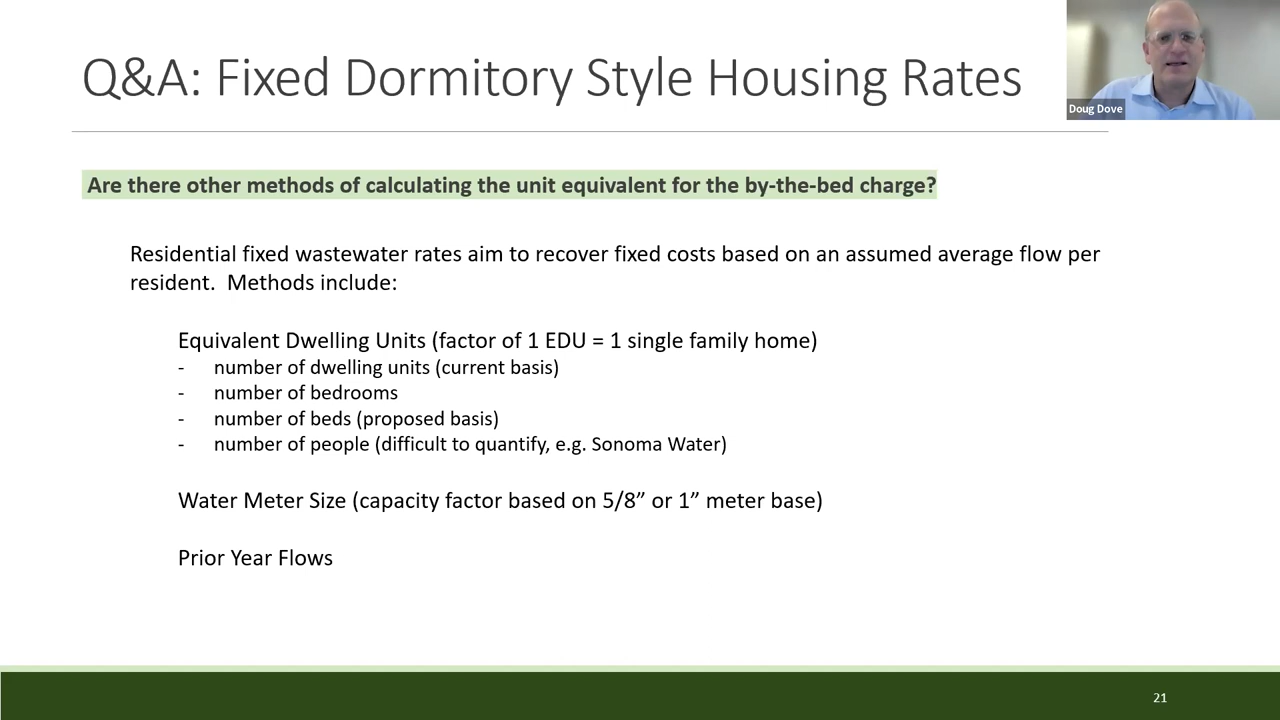 Q&A: Fixed Dormitory Style Housing Rates
Doug Dove
Are there other methods of calculating the unit equivalent for the by-the-bed charge?
Residential fixed wastewater rates aim to recover fixed costs based on an assumed average flow per
resident.  Methods include:
Equivalent Dwelling Units (factor of 1 EDU = 1 single family home)
- number of dwelling units (current basis)
- number of bedrooms
- number of beds (proposed basis)
- number of people (difficult to quantify, e.g. Sonoma Water)
Water Meter Size (capacity factor based on 5/8” or 1” meter base)
Prior Year Flows
21